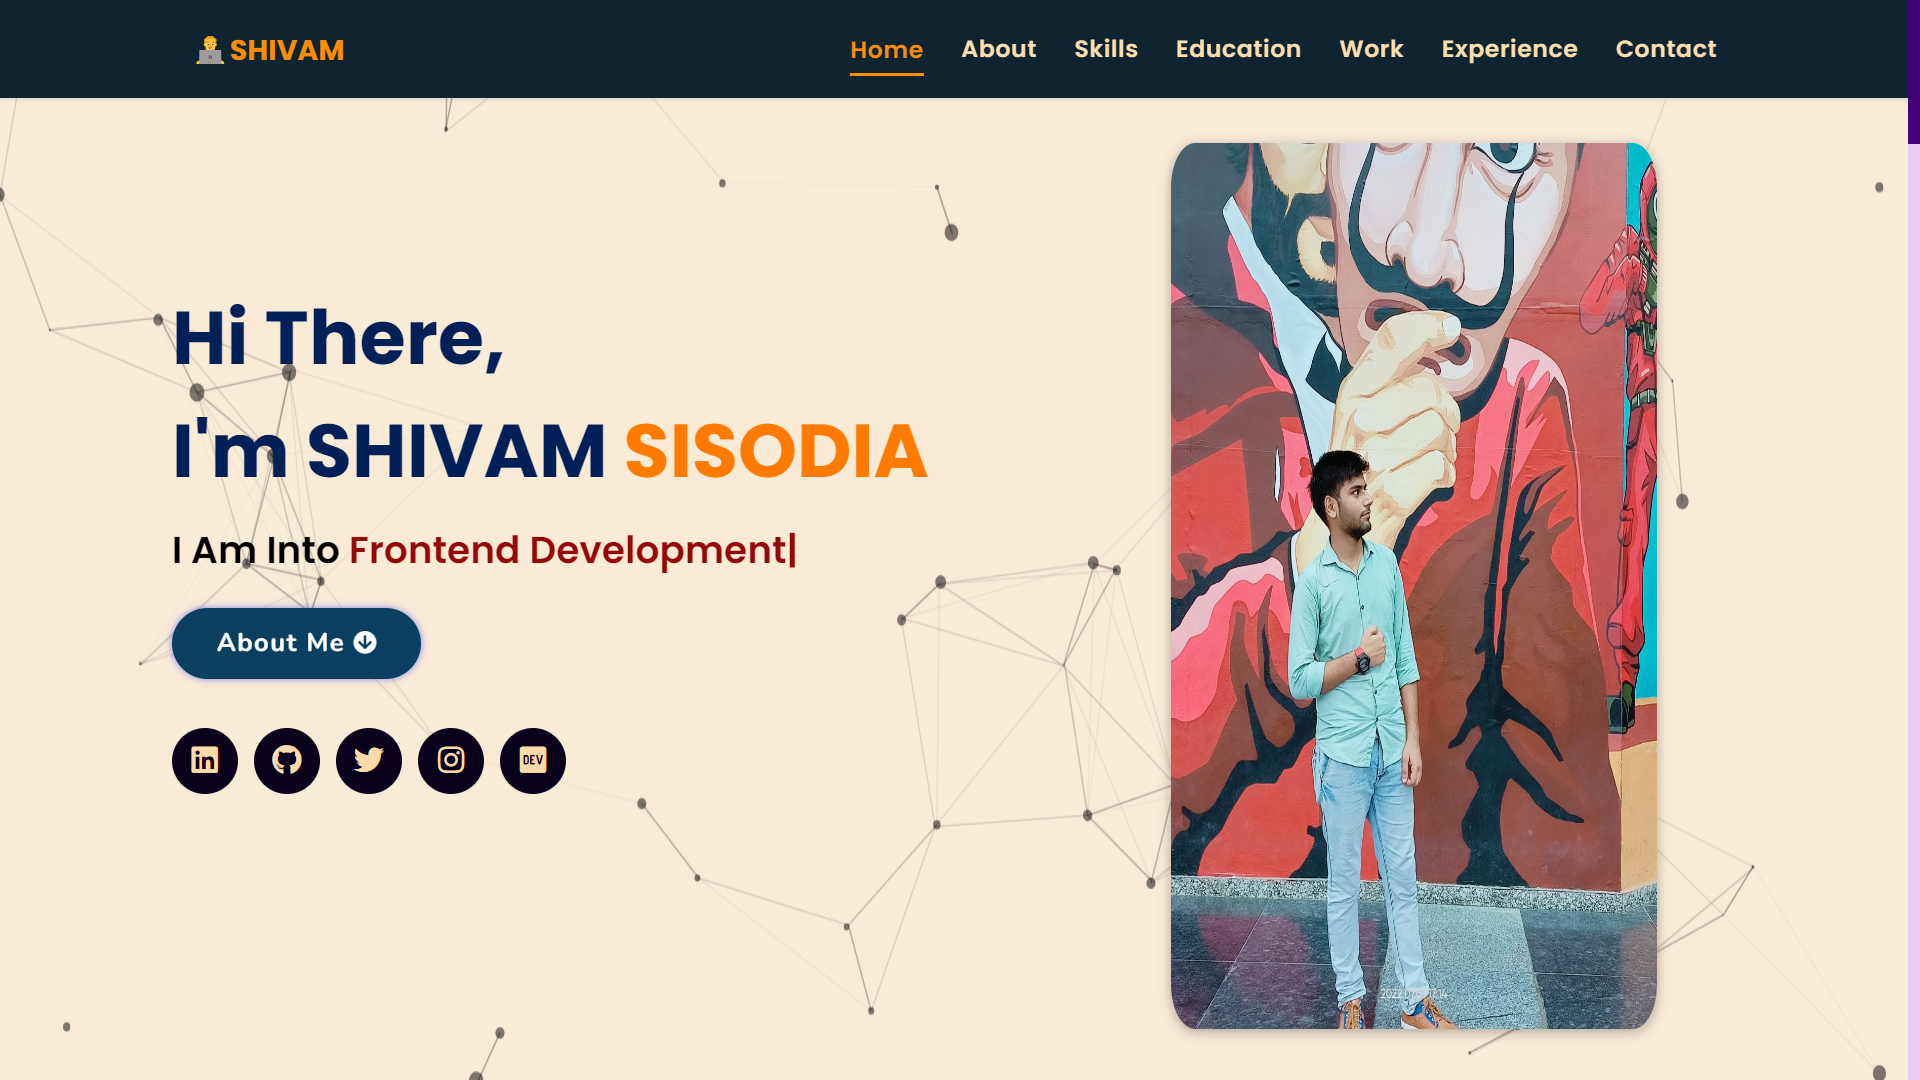 SHIVAM
Home About Skills Education Work Experience Contact
Hi There,
I'm SHIVAM SISODIA
I Am Into Frontend Development|
About Me
in
DEV